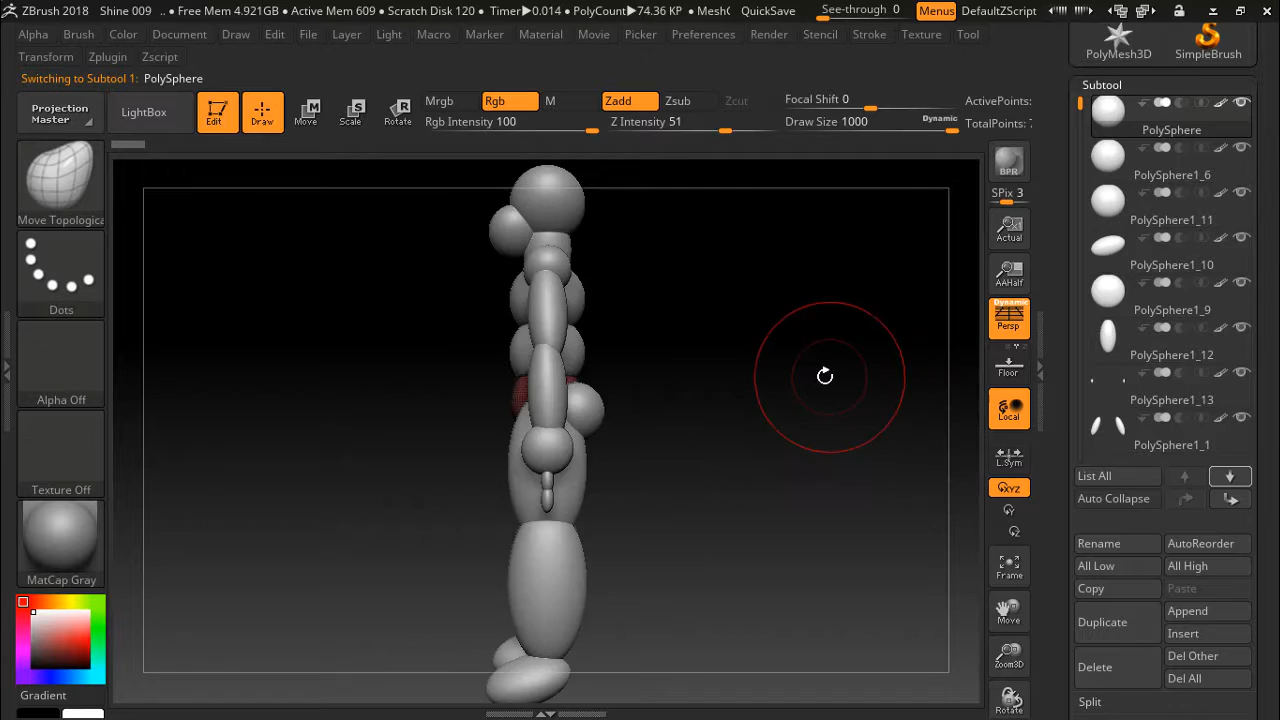 ZBrush 2018 Shine 009 .. • Free Mem 4.921GB • Active Mem 609 • Scratch Disk 120 • Timer▶0.014 • PolyCount▶74.36 KP • MeshC QuickSave See-through 0 Menus DefaultZScript
Alpha Brush Color Document Draw Edit File Layer Light Macro Marker Material Movie Picker Preferences Render Stencil Stroke Texture Tool
Transform Zplugin Zscript
Switching to Subtool 1: PolySphere
Projection Master
LightBox
Edit
Draw
Move
Scale
Rotate
Mrgb Rgb M
Rgb Intensity 100
Zadd Zsub Zcut
Z Intensity 51
Focal Shift 0
Draw Size 1000 Dynamic
ActivePoints:
TotalPoints: 7
Move Topologica
Dots
Alpha Off
Texture Off
MatCap Gray
Gradient
BPR
SPix 3
Actual
AAHalf
Dynamic
Persp
Floor
Local
L.Sym
XYZ
Y
Z
Frame
Move
Zoom3D
Rotate
PolyMesh3D SimpleBrush
Subtool
PolySphere
PolySphere1_6
PolySphere1_11
PolySphere1_10
PolySphere1_9
PolySphere1_12
PolySphere1_13
PolySphere1_1
List All
Auto Collapse
Rename AutoReorder
All Low All High
Copy Paste
Duplicate Append
Insert
Delete Del Other
Del All
Split